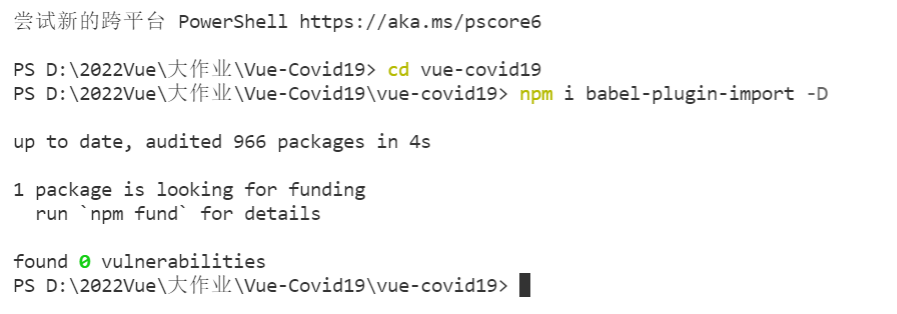 尝试新的跨平台 PowerShell https://aka.ms/pscore6
PS D:\2022Vue\大作业\Vue-Covid19> cd vue-covid19
PS D:\2022Vue\大作业\Vue-Covid19\vue-covid19> npm i babel-plugin-import -D
up to date, audited 966 packages in 4s
1 package is looking for funding
  run `npm fund` for details
found 0 vulnerabilities
PS D:\2022Vue\大作业\Vue-Covid19\vue-covid19>